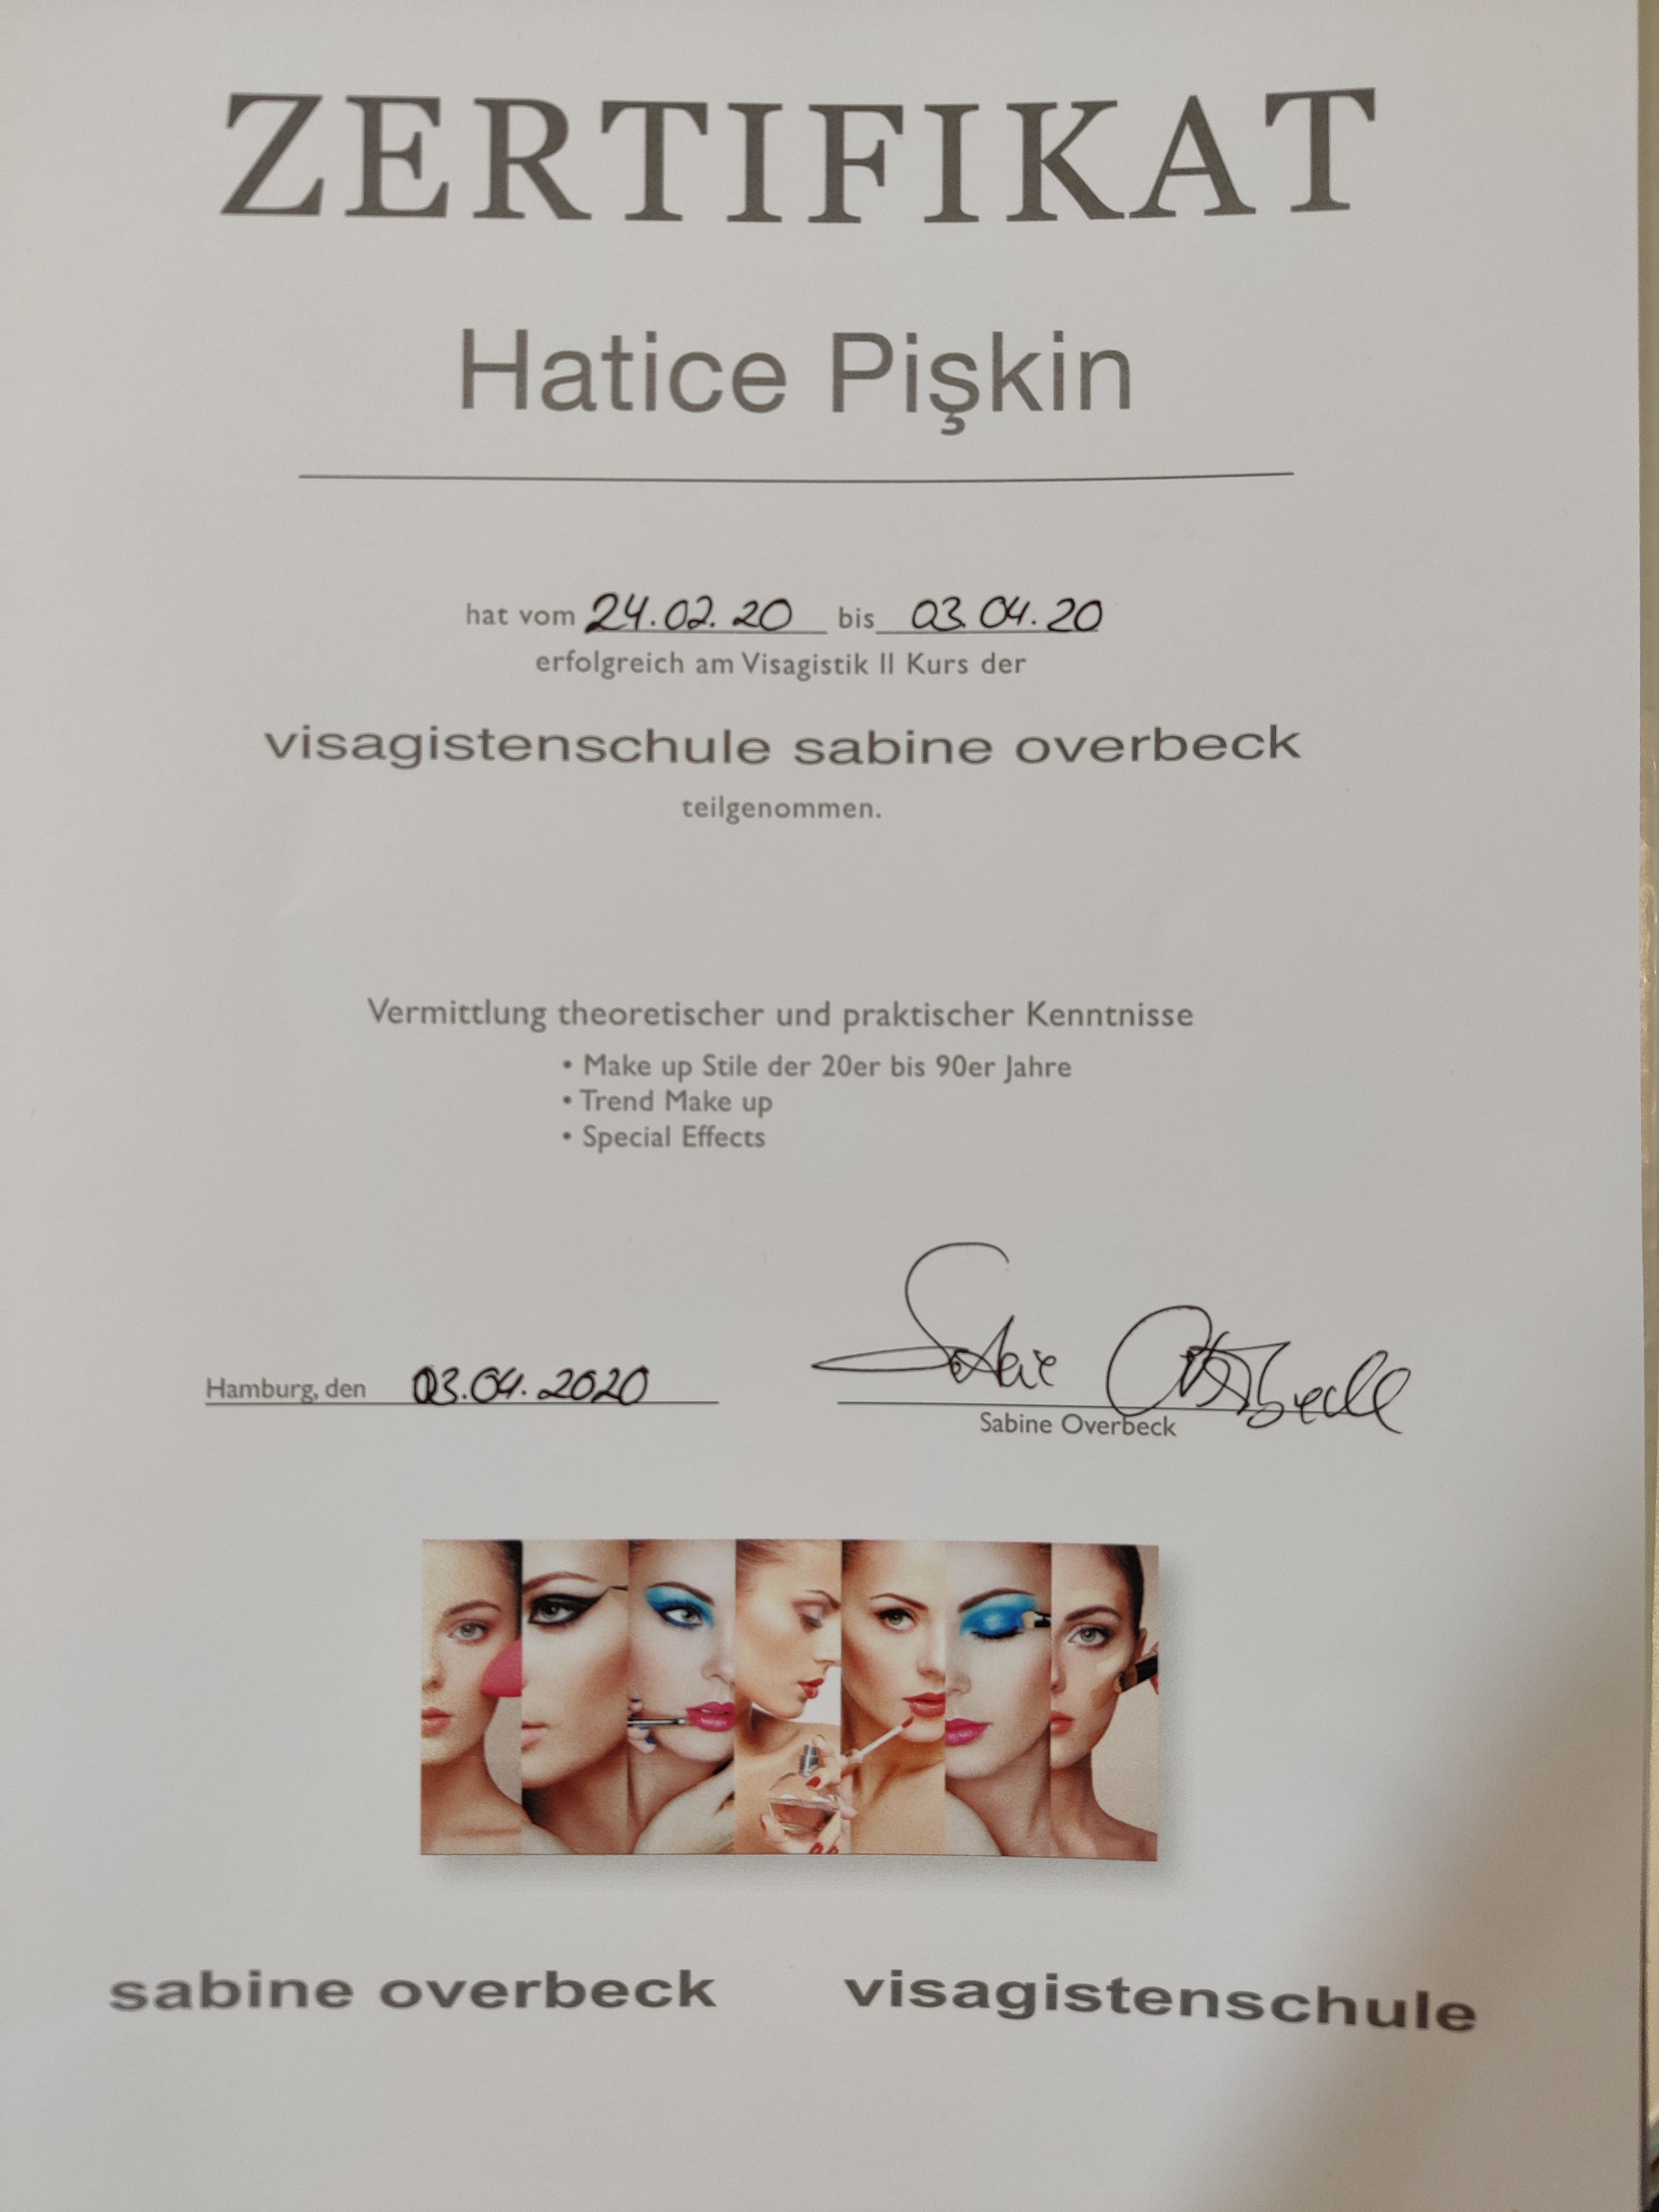 ZERTIFIKAT
Hatice Pişkin
hat vom 24.02.20 bis 03.04.20
erfolgreich am Visagistik II Kurs der
visagistenschule sabine overbeck
teilgenommen.
Vermittlung theoretischer und praktischer Kenntnisse
• Make up Stile der 20er bis 90er Jahre
• Trend Make up
• Special Effects
Hamburg, den 03.04.2020
Sabine Overbeck
Sabine Overbeck
sabine overbeck visagistenschule